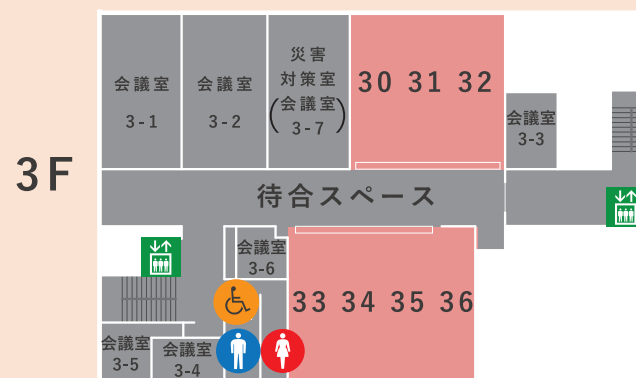 会議室
3-1
会議室
3-2
災害
対策室
(会議室)
3-7
30 31 32
会議室
3-3
3F
待合スペース
会議室
3-6
33 34 35 36
会議室
3-5
会議室
3-4